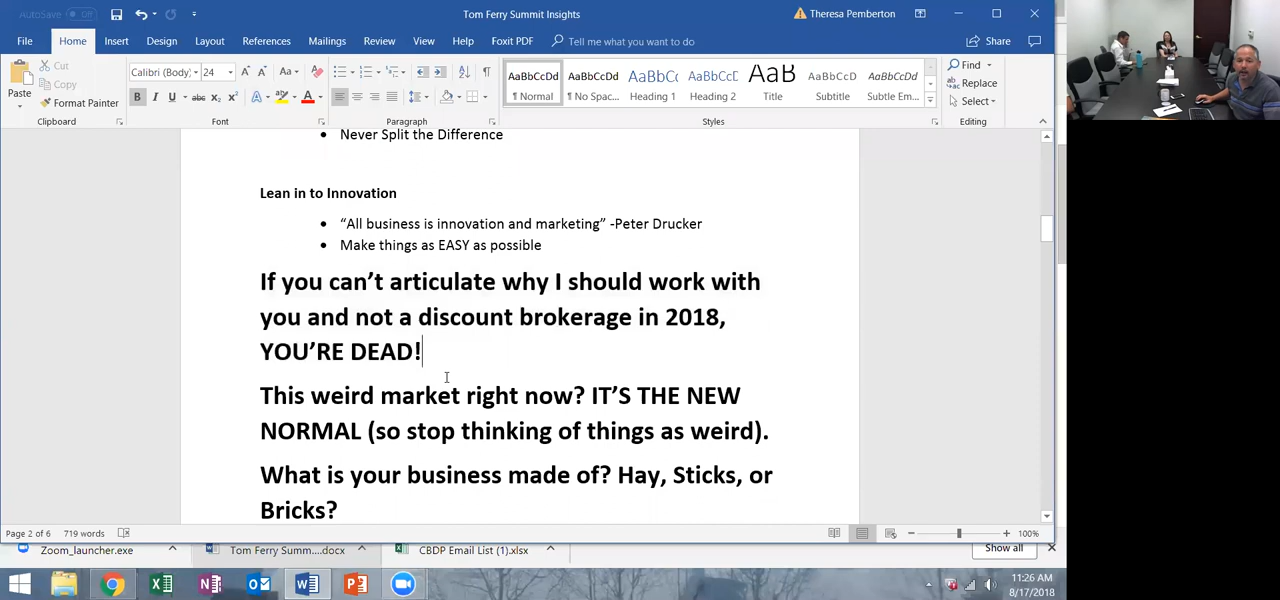 AutoSave Off
Tom Ferry Summit Insights
Theresa Pemberton
File Home Insert Design Layout References Mailings Review View Help Foxit PDF Tell me what you want to do Share
Paste
Cut
Copy
Format Painter
Clipboard
Calibri (Body) 24
Font
Paragraph
AaBbCcDd AaBbCcDd AaBbCc AaBbCcC AaB AaBbCcD AaBbCcDd
¶ Normal ¶ No Spac... Heading 1 Heading 2 Title Subtitle Subtle Em...
Styles
Find
Replace
Select
Editing
• Never Split the Difference
Lean in to Innovation
• “All business is innovation and marketing” -Peter Drucker
• Make things as EASY as possible
If you can’t articulate why I should work with
you and not a discount brokerage in 2018,
YOU’RE DEAD!
This weird market right now? IT’S THE NEW
NORMAL (so stop thinking of things as weird).
What is your business made of? Hay, Sticks, or
Bricks?
Page 2 of 6 719 words
100%
Zoom_launcher.exe Tom Ferry Summ....docx CBDP Email List (1).xlsx Show all
11:26 AM
8/17/2018